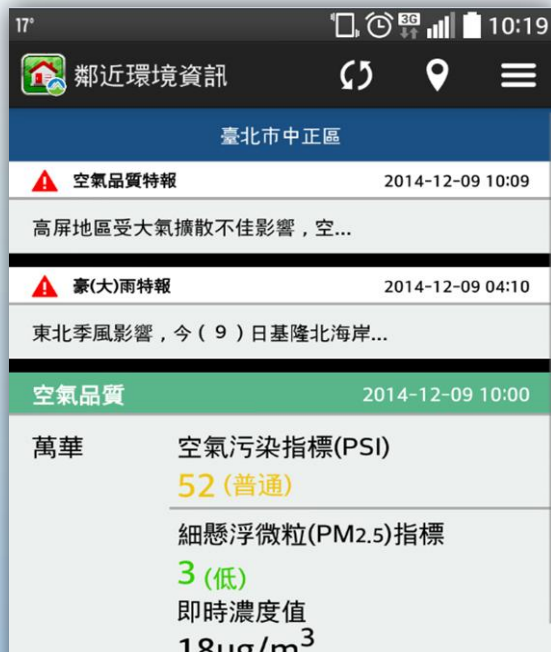 17°
3G
10:19
鄰近環境資訊
臺北市中正區
空氣品質特報 2014-12-09 10:09
高屏地區受大氣擴散不佳影響，空...
豪(大)雨特報 2014-12-09 04:10
東北季風影響，今（9）日基隆北海岸...
空氣品質 2014-12-09 10:00
萬華 空氣污染指標(PSI)
52 (普通)
細懸浮微粒(PM2.5)指標
3 (低)
即時濃度值
18ug/m³